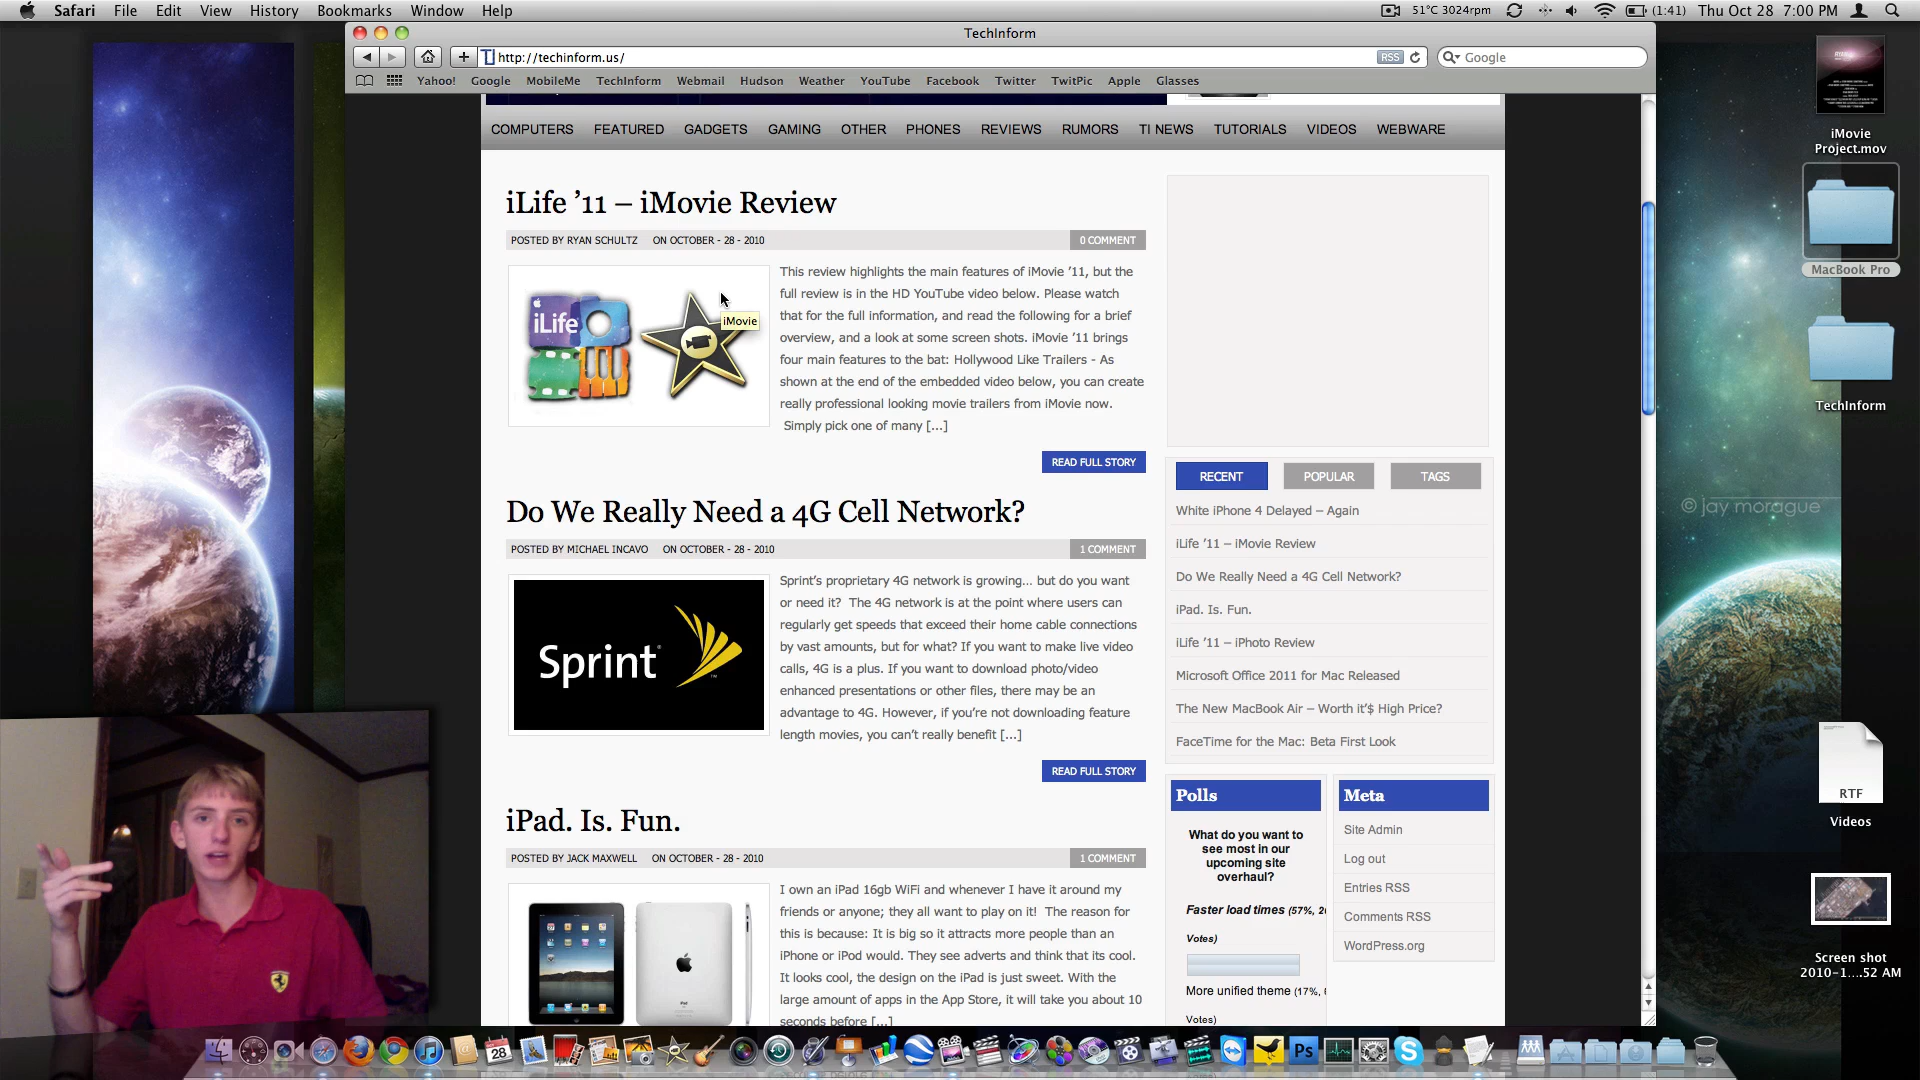 Safari File Edit View History Bookmarks Window Help
51°C 3024rpm (1:41) Thu Oct 28 7:00 PM
TechInform
http://techinform.us/
RSS
Google
Yahoo! Google MobileMe TechInform Webmail Hudson Weather YouTube Facebook Twitter TwitPic Apple Glasses
COMPUTERS FEATURED GADGETS GAMING OTHER PHONES REVIEWS RUMORS TI NEWS TUTORIALS VIDEOS WEBWARE
iLife ’11 – iMovie Review
POSTED BY RYAN SCHULTZ ON OCTOBER - 28 - 2010
0 COMMENT
iLife
iMovie
This review highlights the main features of iMovie ’11, but the
full review is in the HD YouTube video below. Please watch
that for the full information, and read the following for a brief
overview, and a look at some screen shots. iMovie ’11 brings
four main features to the bat: Hollywood Like Trailers - As
shown at the end of the embedded video below, you can create
really professional looking movie trailers from iMovie now.
Simply pick one of many [...]
READ FULL STORY
Do We Really Need a 4G Cell Network?
POSTED BY MICHAEL INCAVO ON OCTOBER - 28 - 2010
1 COMMENT
Sprint
Sprint’s proprietary 4G network is growing… but do you want
or need it? The 4G network is at the point where users can
regularly get speeds that exceed their home cable connections
by vast amounts, but for what? If you want to make live video
calls, 4G is a plus. If you want to download photo/video
enhanced presentations or other files, there may be an
advantage to 4G. However, if you’re not downloading feature
length movies, you can’t really benefit [...]
READ FULL STORY
iPad. Is. Fun.
POSTED BY JACK MAXWELL ON OCTOBER - 28 - 2010
1 COMMENT
I own an iPad 16gb WiFi and whenever I have it around my
friends or anyone; they all want to play on it! The reason for
this is because: It is big so it attracts more people than an
iPhone or iPod would. They see adverts and think that its cool.
It looks cool, the design on the iPad is just sweet. With the
large amount of apps in the App Store, it will take you about 10
seconds before [...]
RECENT POPULAR TAGS
White iPhone 4 Delayed – Again
iLife ’11 – iMovie Review
Do We Really Need a 4G Cell Network?
iPad. Is. Fun.
iLife ’11 – iPhoto Review
Microsoft Office 2011 for Mac Released
The New MacBook Air – Worth it’$ High Price?
FaceTime for the Mac: Beta First Look
Polls
What do you want to
see most in our
upcoming site
overhaul?
Faster load times (57%, 2
Votes)
More unified theme (17%,
Votes)
Meta
Site Admin
Log out
Entries RSS
Comments RSS
WordPress.org
iMovie
Project.mov
MacBook Pro
TechInform
© jay morague
RTF
Videos
Screen shot
2010-1....52 AM
28
Ps